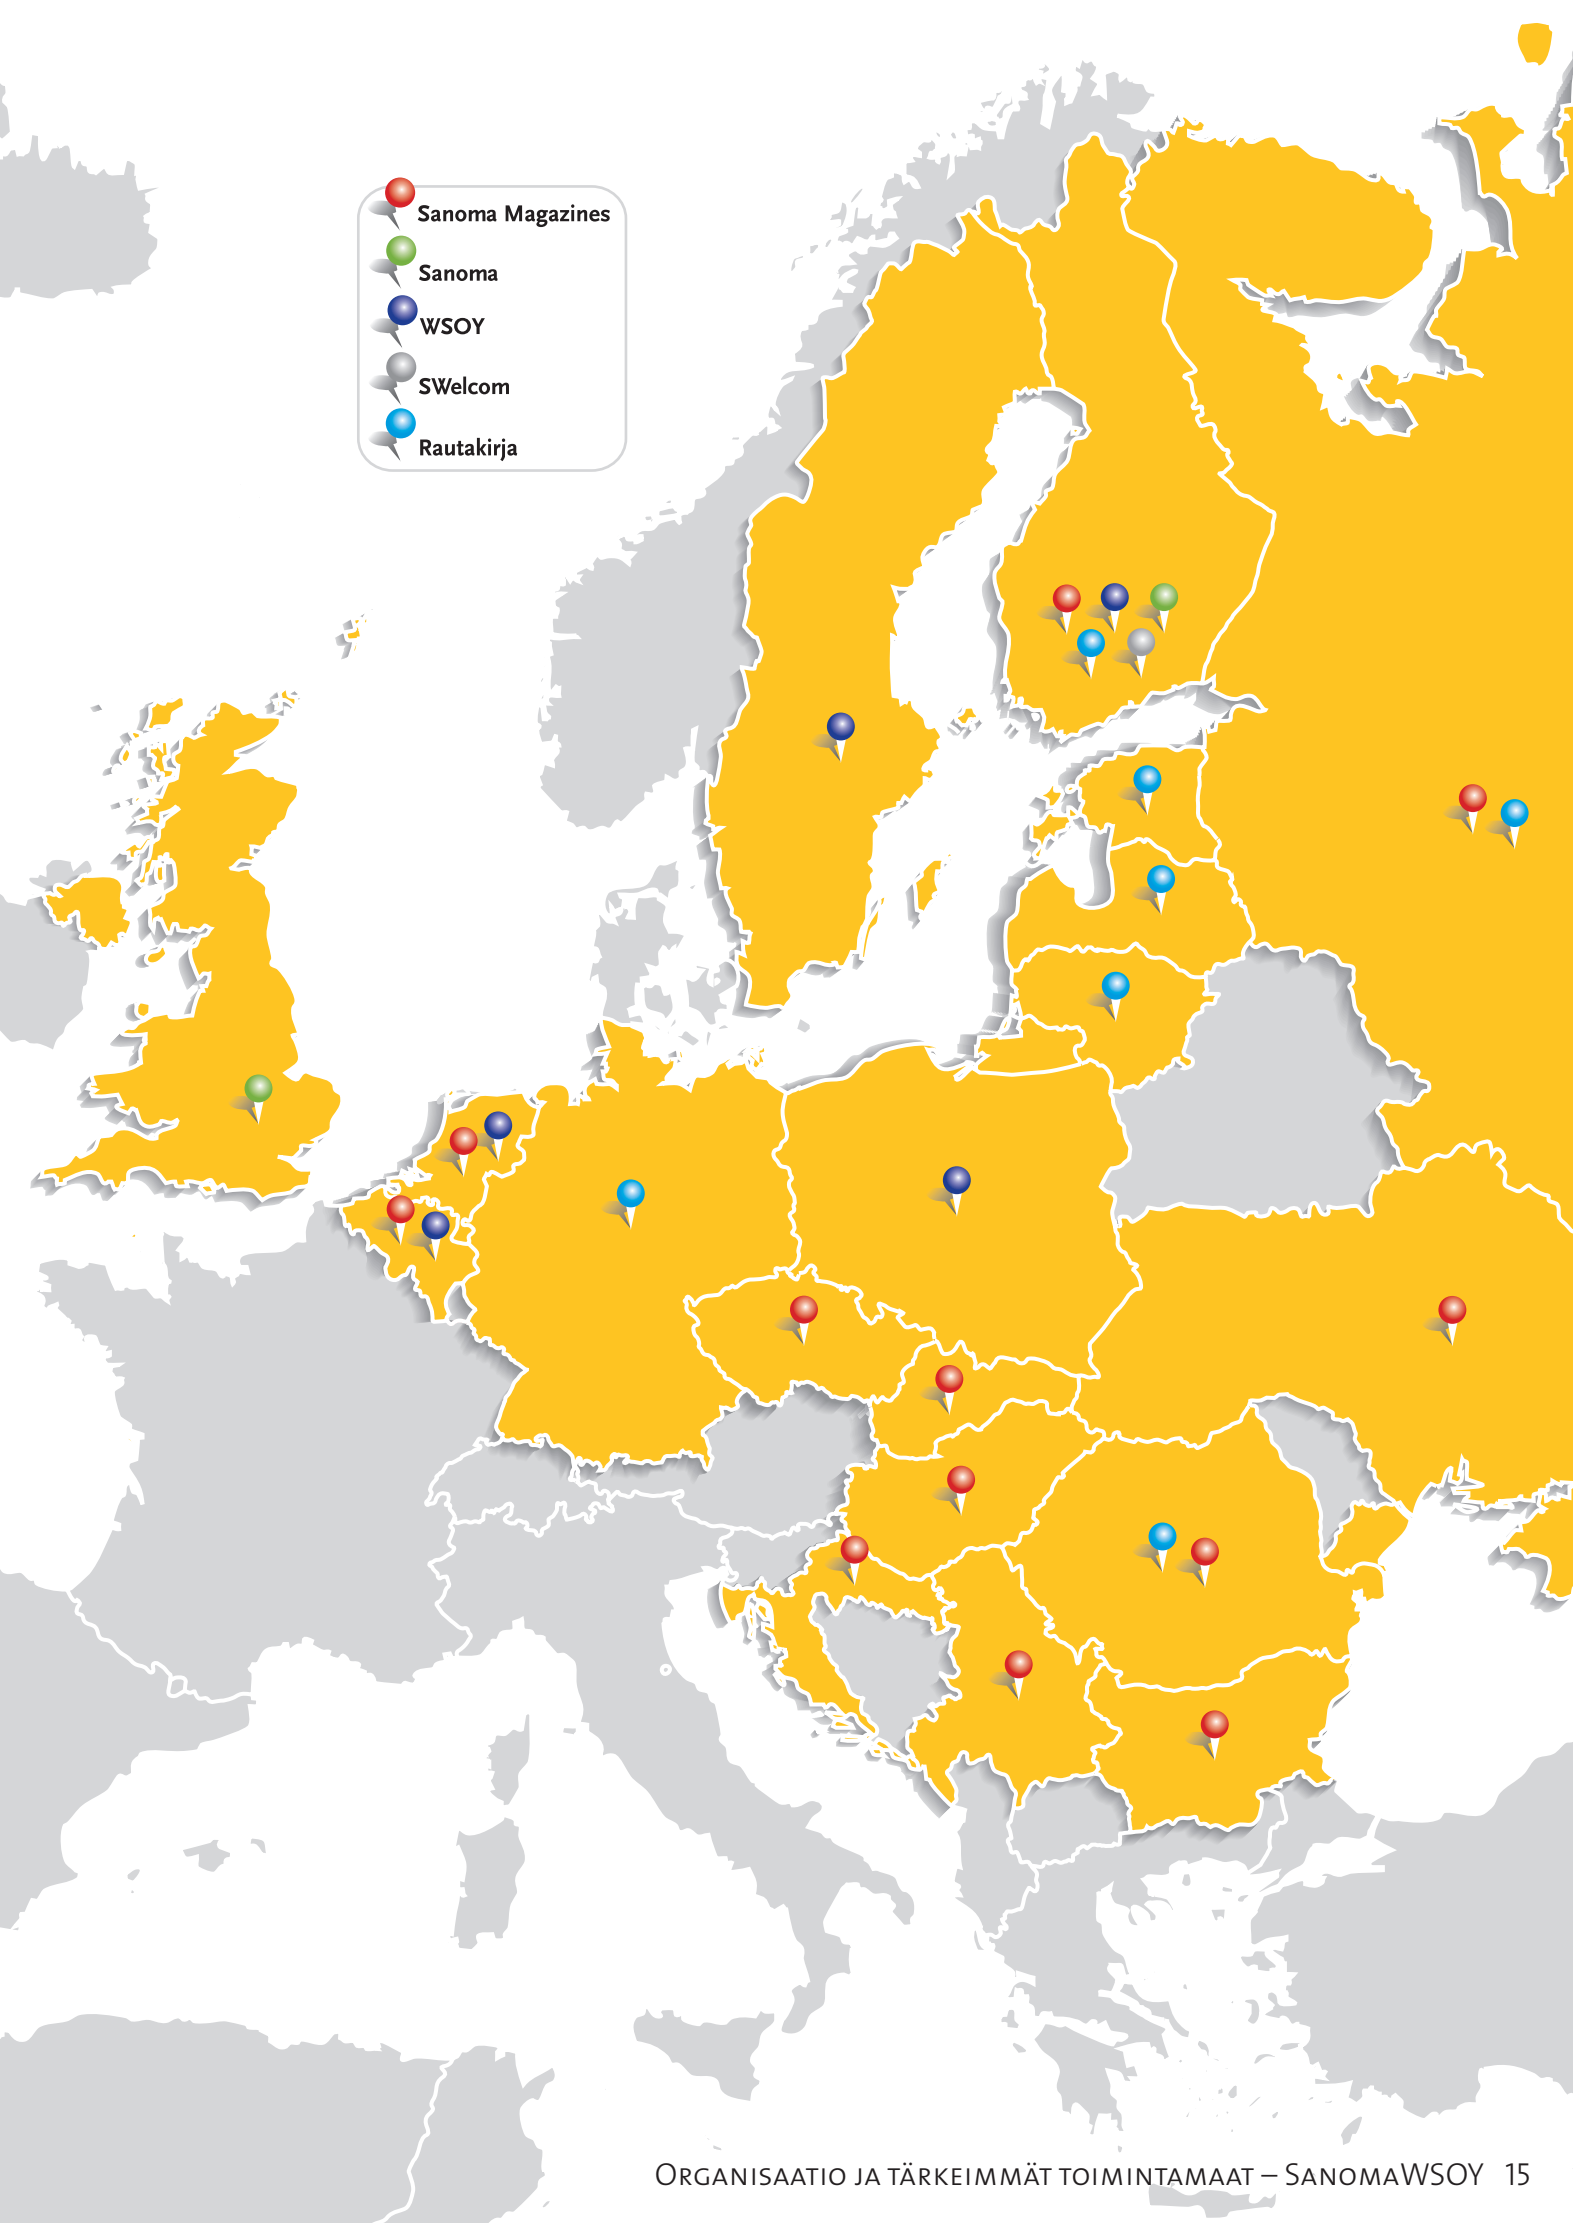 Sanoma Magazines
Sanoma
WSOY
SWelcom
Rautakirja
Organisaatio ja tärkeimmät toimintamaat – SanomaWSOY 15